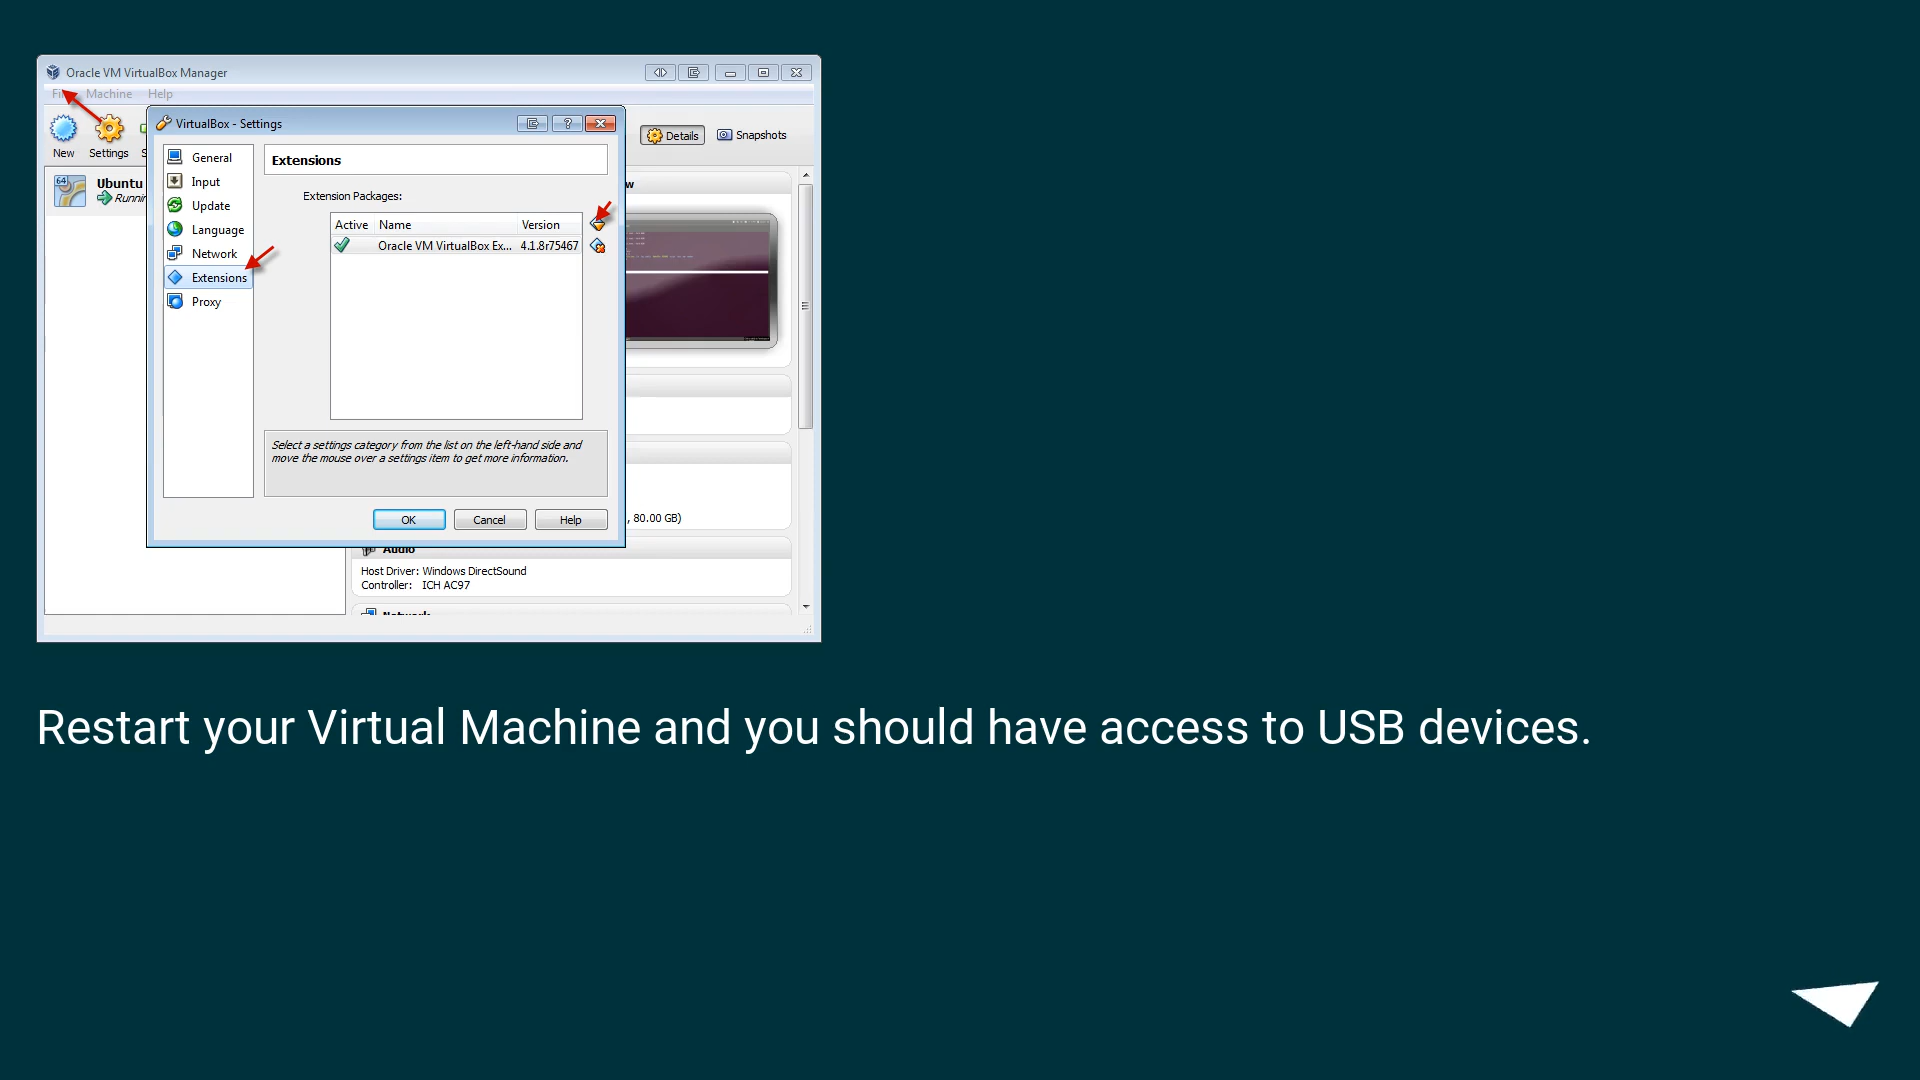 Oracle VM VirtualBox Manager
Machine Help
VirtualBox - Settings
New Settings
Details Snapshots
General
Input
Update
Language
Network
Extensions
Proxy
Extensions
Extension Packages:
Active Name Version
Oracle VM VirtualBox Ex... 4.1.8r75467
64 Ubuntu
Select a settings category from the list on the left-hand side and
move the mouse over a settings item to get more information.
OK Cancel Help
, 80.00 GB)
Audio
Host Driver: Windows DirectSound
Controller: ICH AC97
Network
Restart your Virtual Machine and you should have access to USB devices.